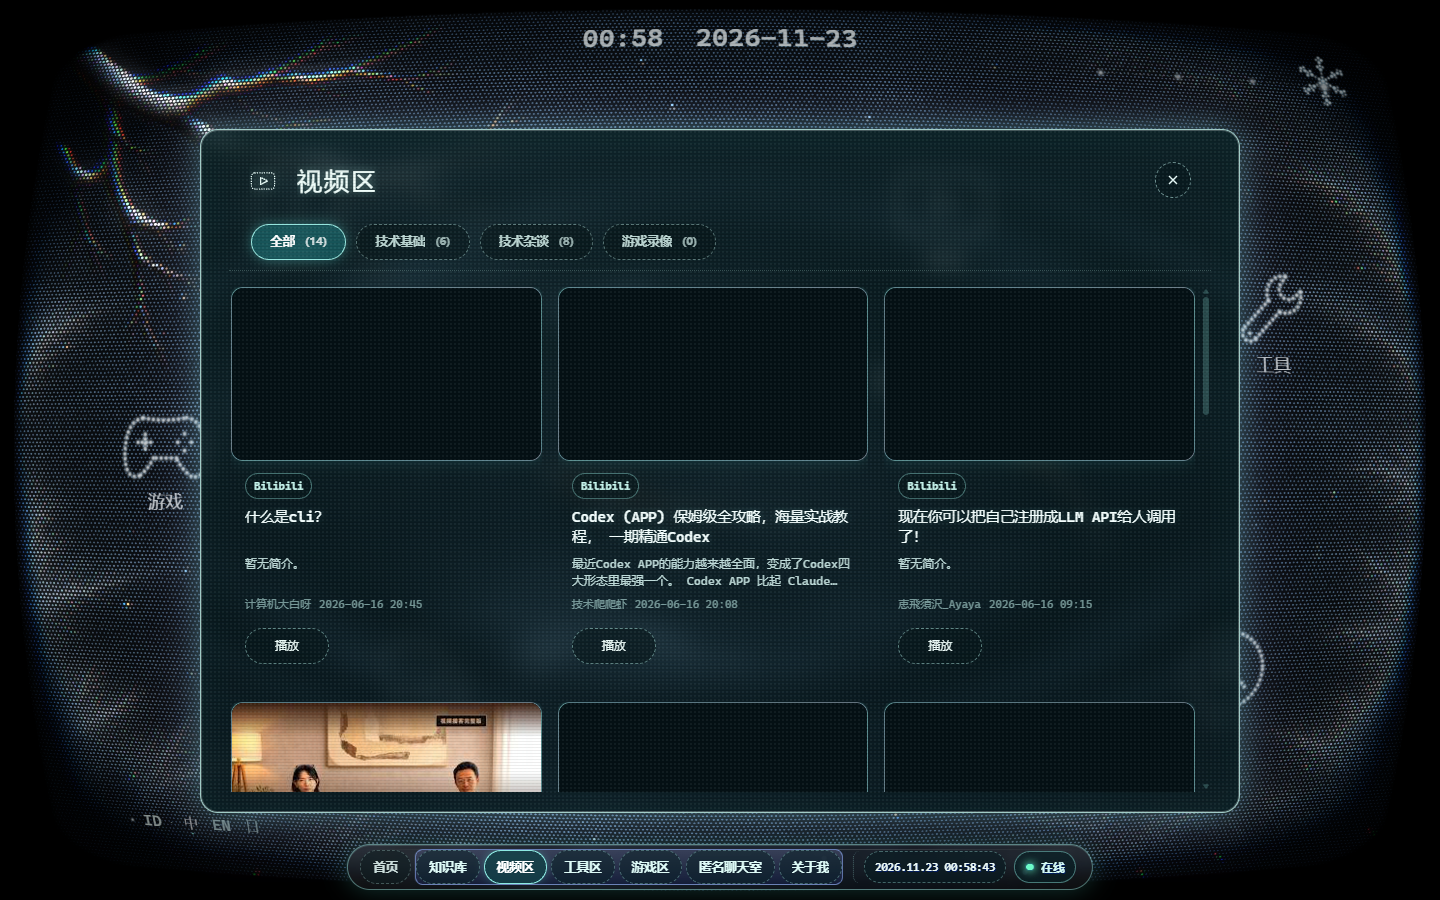 00:58 2026-11-23
视频区
全部 (14) 技术基础 (6) 技术杂谈 (8) 游戏录像 (0)
工具
游戏
Bilibili
什么是cli?
暂无简介。
计算机大白呀 2026-06-16 20:45
播放
Bilibili
Codex (APP) 保姆级全攻略，海量实战教
程， 一期精通Codex
最近Codex APP的能力越来越全面，变成了Codex四
大形态里最强一个。 Codex APP 比起 Claude…
技术爬爬虾 2026-06-16 20:08
播放
Bilibili
现在你可以把自己注册成LLM API给人调用
了！
暂无简介。
恵飛須沢_Ayaya 2026-06-16 09:15
播放
· ID 中 EN 日
首页 知识库 视频区 工具区 游戏区 匿名聊天室 关于我 2026.11.23 00:58:43 在线